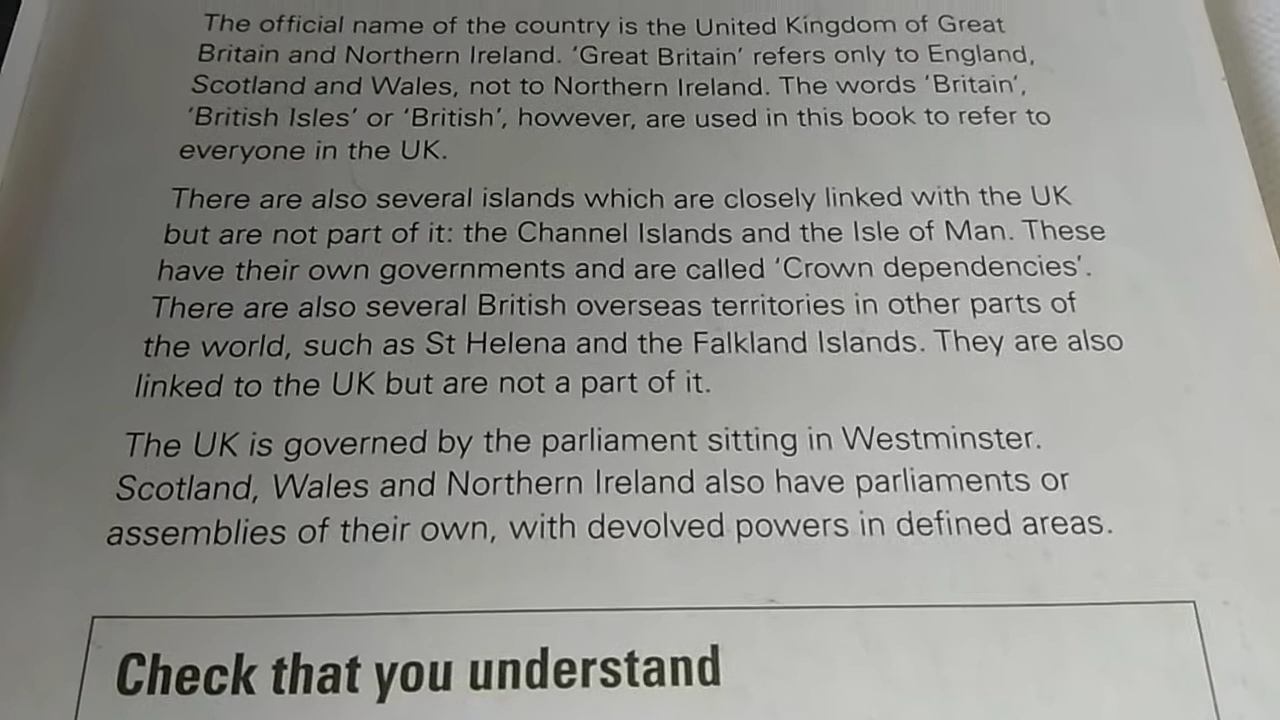 The official name of the country is the United Kingdom of Great
Britain and Northern Ireland. ‘Great Britain’ refers only to England,
Scotland and Wales, not to Northern Ireland. The words ‘Britain’,
‘British Isles’ or ‘British’, however, are used in this book to refer to
everyone in the UK.
There are also several islands which are closely linked with the UK
but are not part of it: the Channel Islands and the Isle of Man. These
have their own governments and are called ‘Crown dependencies’.
There are also several British overseas territories in other parts of
the world, such as St Helena and the Falkland Islands. They are also
linked to the UK but are not a part of it.
The UK is governed by the parliament sitting in Westminster.
Scotland, Wales and Northern Ireland also have parliaments or
assemblies of their own, with devolved powers in defined areas.
Check that you understand